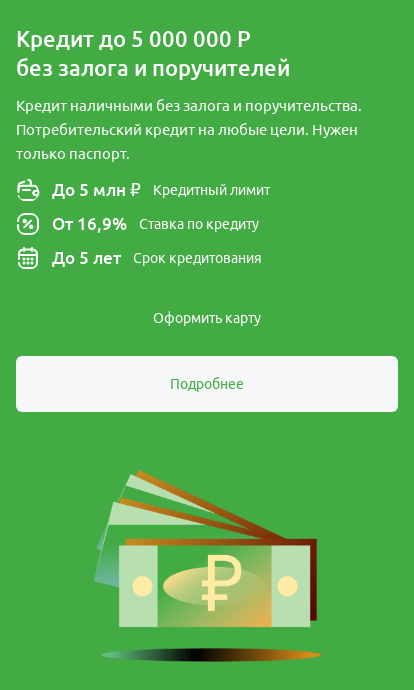 Кредит до 5 000 000 Р
без залога и поручителей
Кредит наличными без залога и поручительства.
Потребительский кредит на любые цели. Нужен
только паспорт.
До 5 млн ₽ Кредитный лимит
От 16,9% Ставка по кредиту
До 5 лет Срок кредитования
Оформить карту
Подробнее
₽